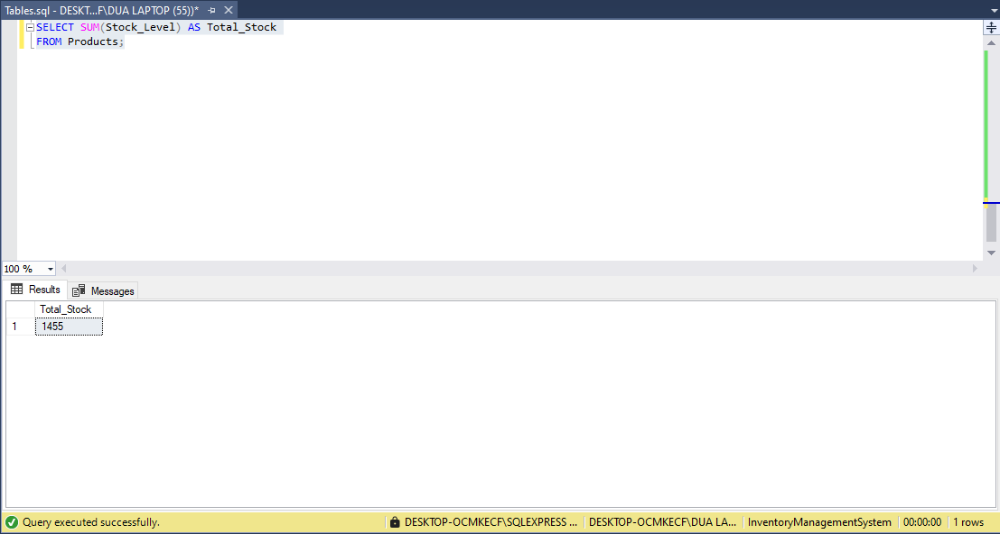 Tables.sql - DESKT...F\DUA LAPTOP (55))*
SELECT SUM(Stock_Level) AS Total_Stock
FROM Products;
100 %
Results Messages
Total_Stock
1 1455
Query executed successfully. DESKTOP-OCMKECF\SQLEXPRESS ... DESKTOP-OCMKECF\DUA LA... InventoryManagementSystem 00:00:00 1 rows